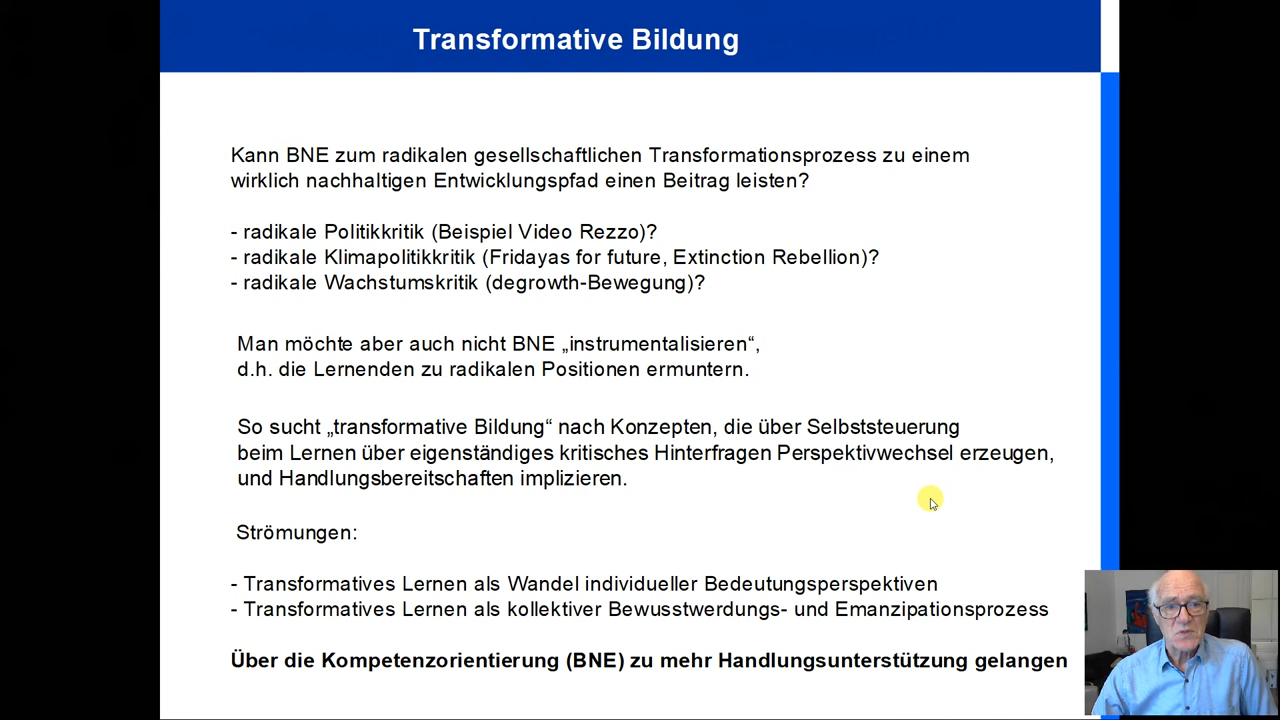 Transformative Bildung
Kann BNE zum radikalen gesellschaftlichen Transformationsprozess zu einem
wirklich nachhaltigen Entwicklungspfad einen Beitrag leisten?
- radikale Politikkritik (Beispiel Video Rezzo)?
- radikale Klimapolitikkritik (Fridayas for future, Extinction Rebellion)?
- radikale Wachstumskritik (degrowth-Bewegung)?
Man möchte aber auch nicht BNE „instrumentalisieren“,
d.h. die Lernenden zu radikalen Positionen ermuntern.
So sucht „transformative Bildung“ nach Konzepten, die über Selbststeuerung
beim Lernen über eigenständiges kritisches Hinterfragen Perspektivwechsel erzeugen,
und Handlungsbereitschaften implizieren.
Strömungen:
- Transformatives Lernen als Wandel individueller Bedeutungsperspektiven
- Transformatives Lernen als kollektiver Bewusstwerdungs- und Emanzipationsprozess
Über die Kompetenzorientierung (BNE) zu mehr Handlungsunterstützung gelangen